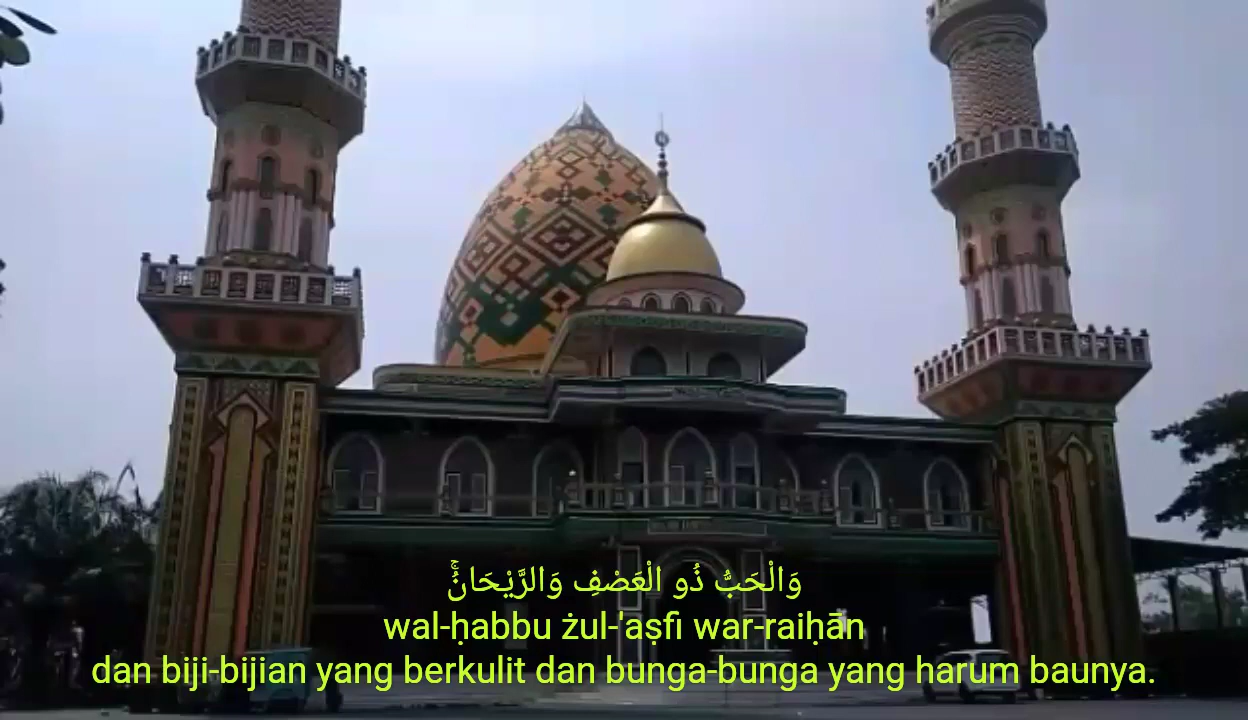 وَالْحَبُّ ذُو الْعَصْفِ وَالرَّيْحَانُۚ
wal-ḥabbu żul-'aṣfi war-raiḥān
dan biji-bijian yang berkulit dan bunga-bunga yang harum baunya.